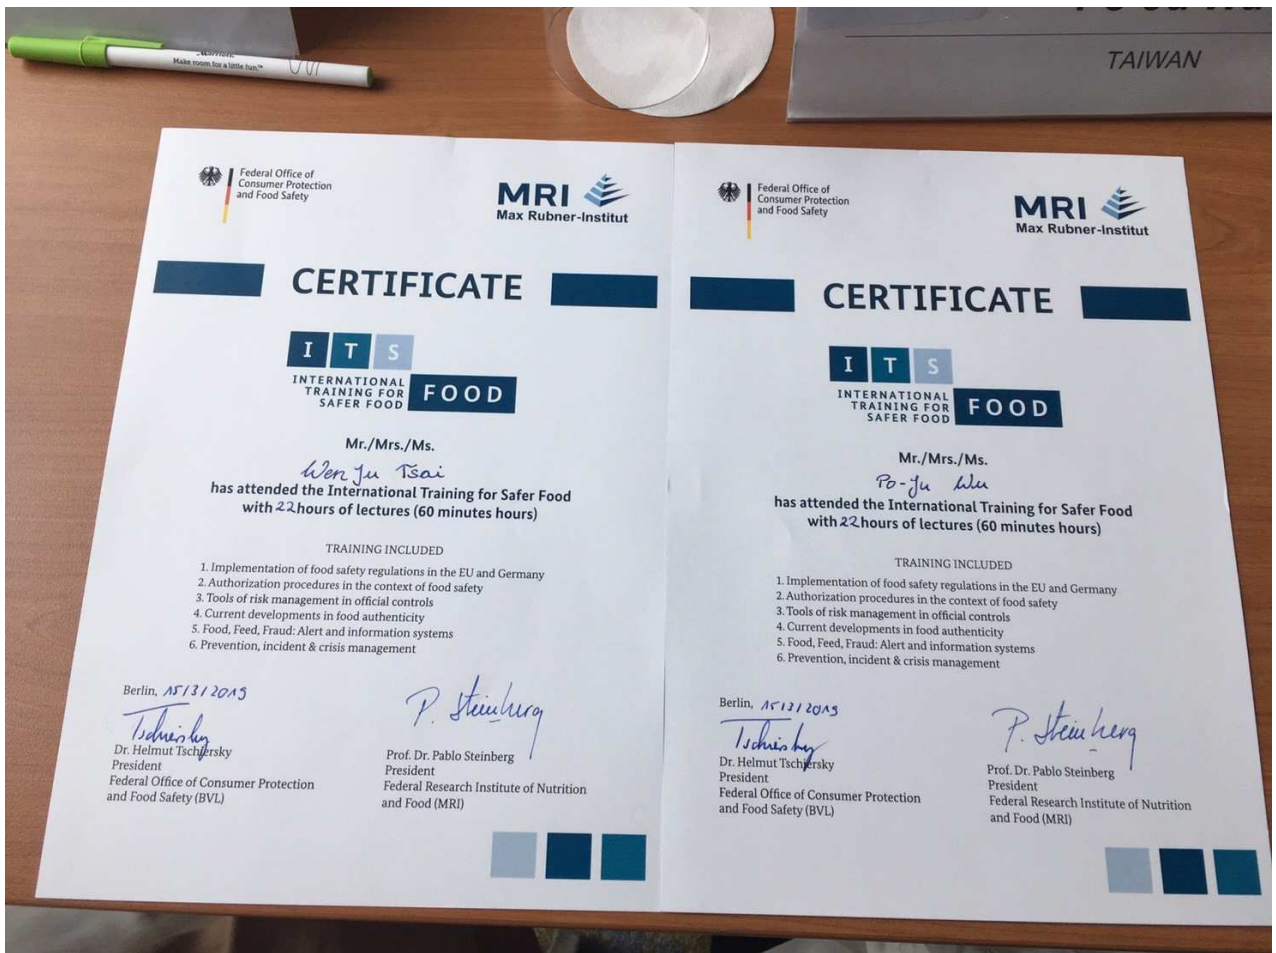 Make room for a little fun.™
TAIWAN
Federal Office of
Consumer Protection
and Food Safety
MRI
Max Rubner-Institut
CERTIFICATE
I T S
INTERNATIONAL
TRAINING FOR
SAFER FOOD
FOOD
Mr./Mrs./Ms.
Wen Ju Tsai
has attended the International Training for Safer Food
with 22 hours of lectures (60 minutes hours)
TRAINING INCLUDED
1. Implementation of food safety regulations in the EU and Germany
2. Authorization procedures in the context of food safety
3. Tools of risk management in official controls
4. Current developments in food authenticity
5. Food, Feed, Fraud: Alert and information systems
6. Prevention, incident & crisis management
Berlin, 15/3/2019
Tschiersky
Dr. Helmut Tschiersky
President
Federal Office of Consumer Protection
and Food Safety (BVL)
P. Steinberg
Prof. Dr. Pablo Steinberg
President
Federal Research Institute of Nutrition
and Food (MRI)
Federal Office of
Consumer Protection
and Food Safety
MRI
Max Rubner-Institut
CERTIFICATE
I T S
INTERNATIONAL
TRAINING FOR
SAFER FOOD
FOOD
Mr./Mrs./Ms.
Po-Ju Wu
has attended the International Training for Safer Food
with 22 hours of lectures (60 minutes hours)
TRAINING INCLUDED
1. Implementation of food safety regulations in the EU and Germany
2. Authorization procedures in the context of food safety
3. Tools of risk management in official controls
4. Current developments in food authenticity
5. Food, Feed, Fraud: Alert and information systems
6. Prevention, incident & crisis management
Berlin, 15/3/2019
Tschiersky
Dr. Helmut Tschiersky
President
Federal Office of Consumer Protection
and Food Safety (BVL)
P. Steinberg
Prof. Dr. Pablo Steinberg
President
Federal Research Institute of Nutrition
and Food (MRI)